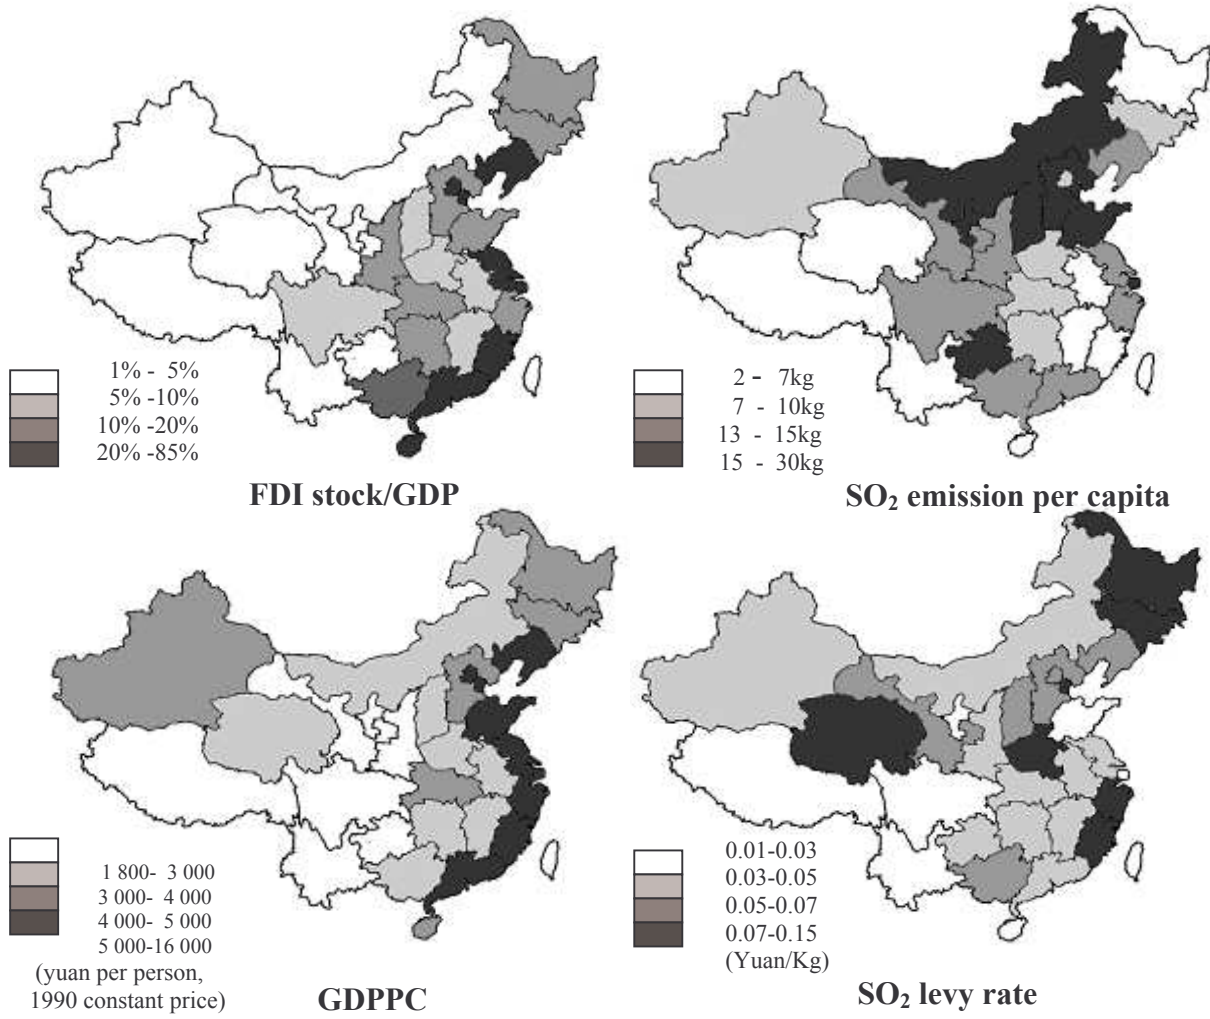 1% - 5%
5% -10%
10% -20%
20% -85%
FDI stock/GDP
2 - 7kg
7 - 10kg
13 - 15kg
15 - 30kg
SO₂ emission per capita
1 800- 3 000
3 000- 4 000
4 000- 5 000
5 000-16 000
(yuan per person,
1990 constant price)
GDPPC
0.01-0.03
0.03-0.05
0.05-0.07
0.07-0.15
(Yuan/Kg)
SO₂ levy rate